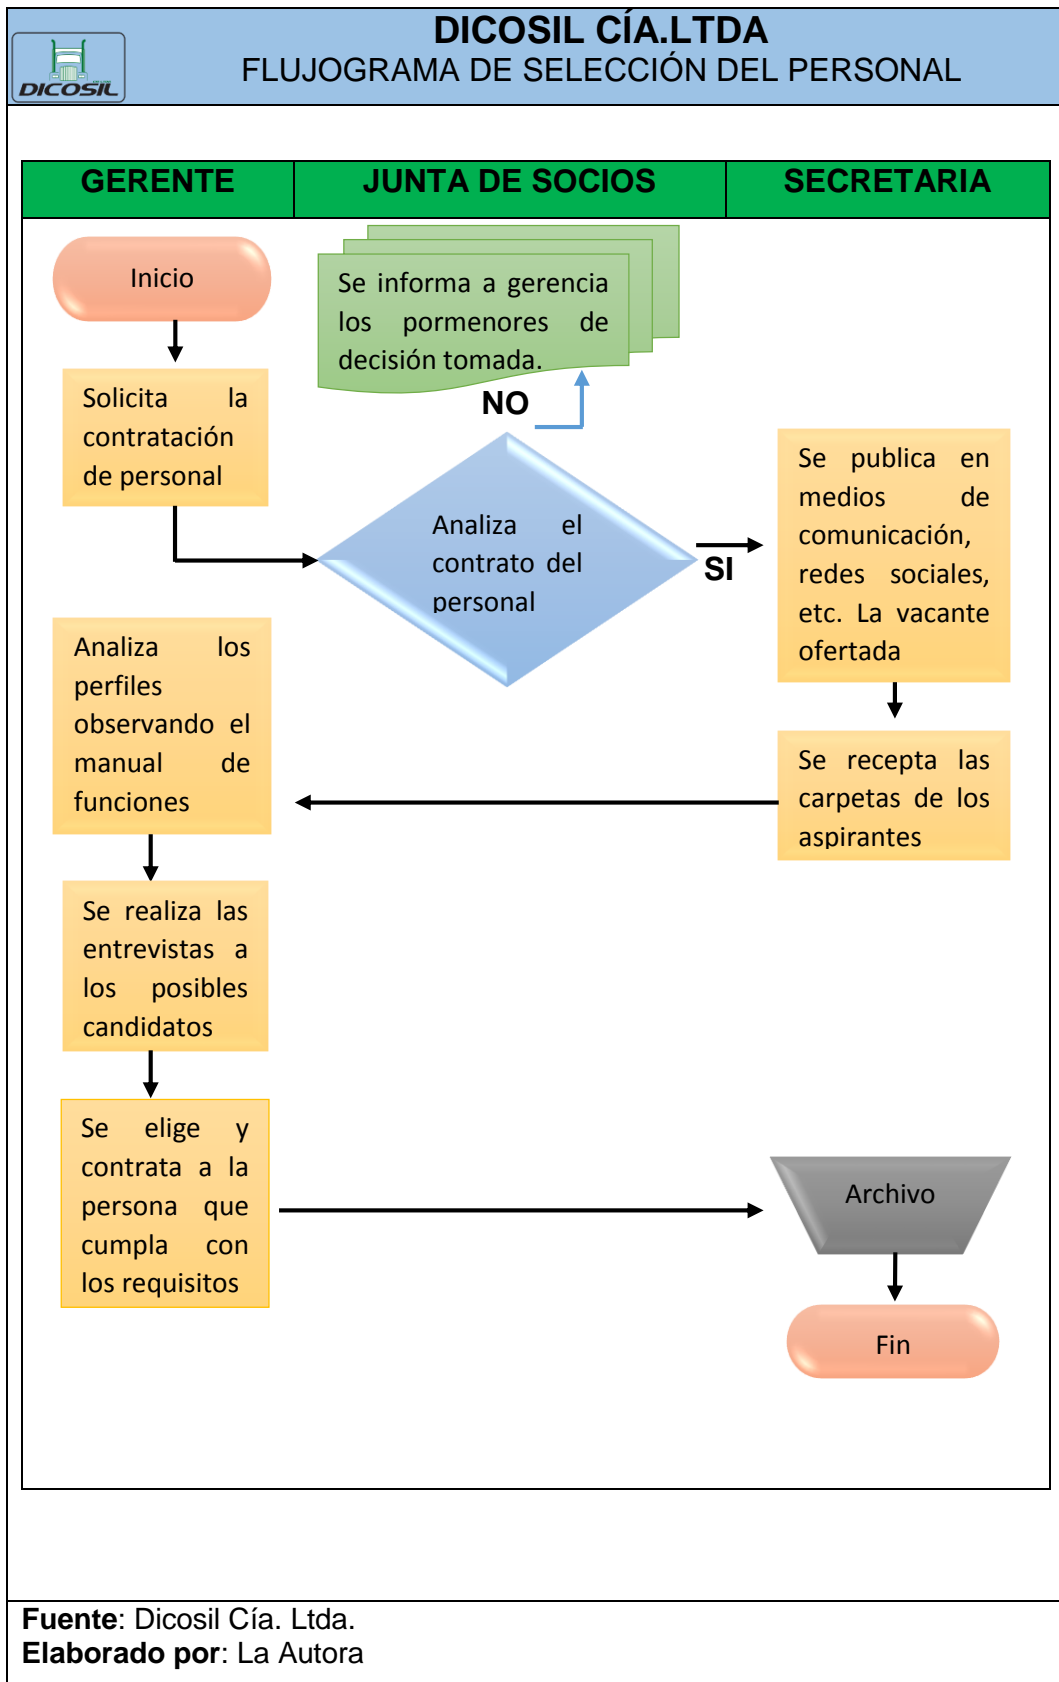 DICOSIL CÍA.LTDA
FLUJOGRAMA DE SELECCIÓN DEL PERSONAL
DICOSIL
GERENTE
JUNTA DE SOCIOS
SECRETARIA
Inicio
Se informa a gerencia
los pormenores de
decisión tomada.
Solicita la
contratación
de personal
NO
Analiza el
contrato del
personal
SI
Se publica en
medios de
comunicación,
redes sociales,
etc. La vacante
ofertada
Analiza los
perfiles
observando el
manual de
funciones
Se recepta las
carpetas de los
aspirantes
Se realiza las
entrevistas a
los posibles
candidatos
Se elige y
contrata a la
persona que
cumpla con
los requisitos
Archivo
Fin
Fuente: Dicosil Cía. Ltda.
Elaborado por: La Autora